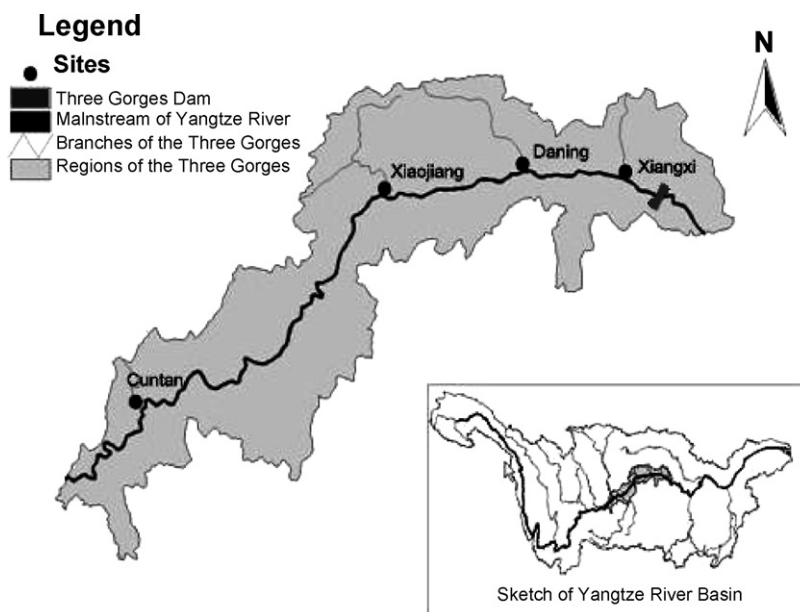 Legend
Sites
Three Gorges Dam
Mainstream of Yangtze River
Branches of the Three Gorges
Regions of the Three Gorges
N
Daning
Xiangxi
Xiaojiang
Cuntan
Sketch of Yangtze River Basin